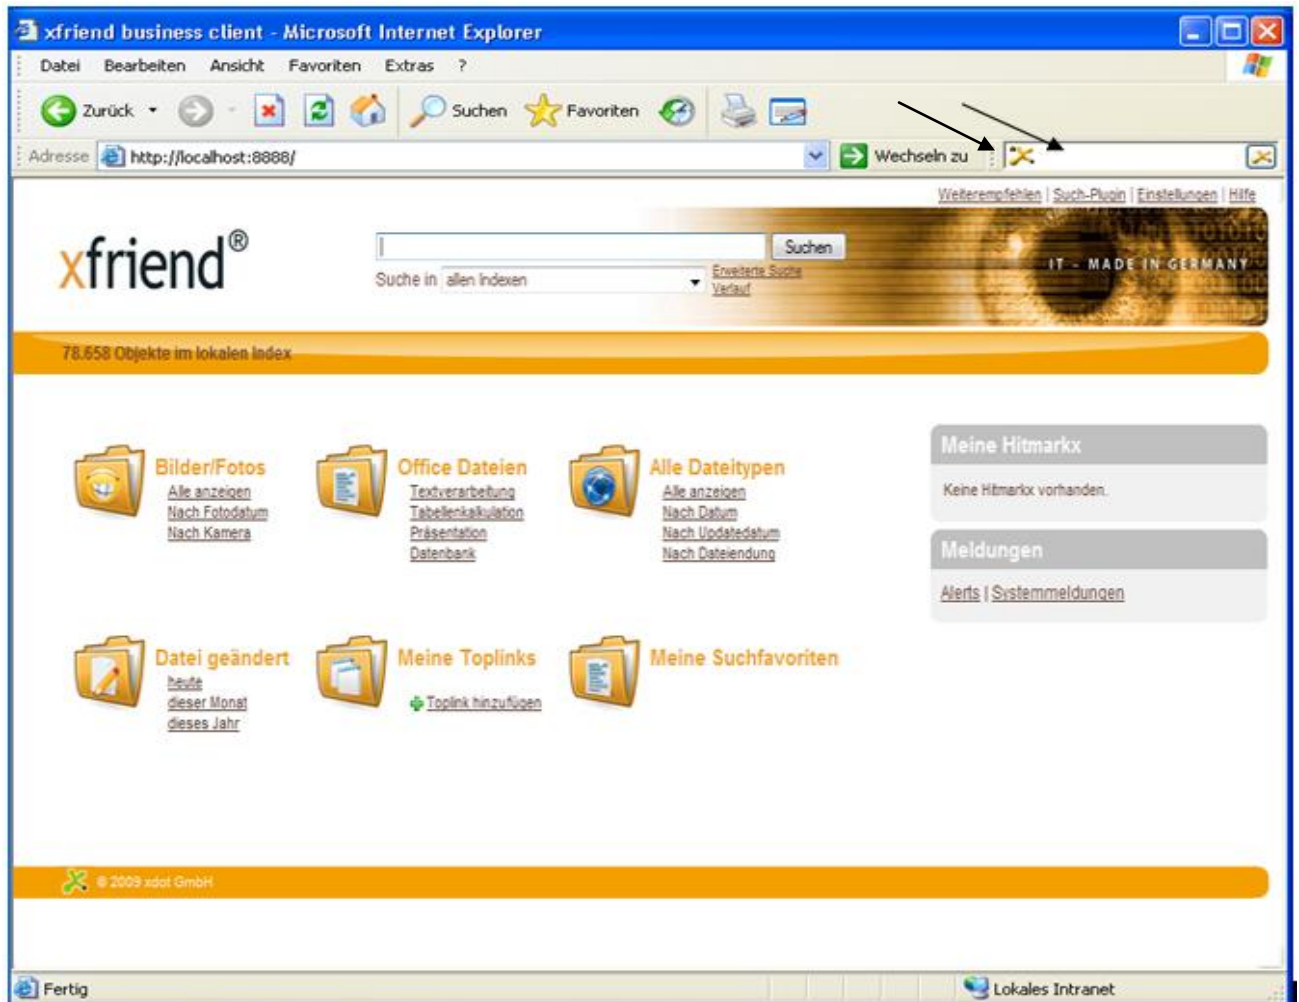 xfriend business client - Microsoft Internet Explorer
Datei Bearbeiten Ansicht Favoriten Extras ?
Zurück Suchen Favoriten
Adresse http://localhost:8888/ Wechseln zu
Weiterempfehlen | Such-Plugin | Einstellungen | Hilfe
xfriend®
Suchen
Suche in allen Indexen
Erweiterte Suche
Verlauf
IT - MADE IN GERMANY
78.658 Objekte im lokalen Index
Bilder/Fotos
Alle anzeigen
Nach Fotodatum
Nach Kamera
Office Dateien
Textverarbeitung
Tabellenkalkulation
Präsentation
Datenbank
Alle Dateitypen
Alle anzeigen
Nach Datum
Nach Updatedatum
Nach Dateiendung
Meine Hitmarkx
Keine Hitmarkx vorhanden.
Meldungen
Alerts | Systemmeldungen
Datei geändert
heute
dieser Monat
dieses Jahr
Meine Toplinks
Toplink hinzufügen
Meine Suchfavoriten
© 2009 xdot GmbH
Fertig
Lokales Intranet